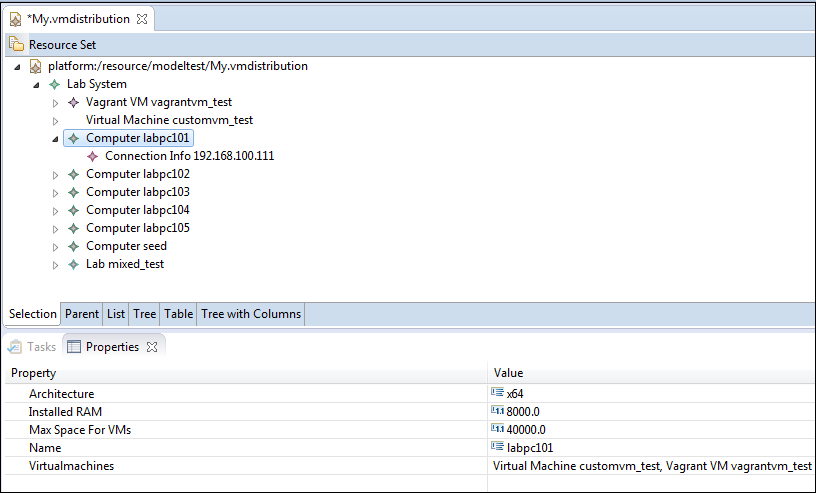 *My.vmdistribution
Resource Set
platform:/resource/modeltest/My.vmdistribution
Lab System
Vagrant VM vagrantvm_test
Virtual Machine customvm_test
Computer labpc101
Connection Info 192.168.100.111
Computer labpc102
Computer labpc103
Computer labpc104
Computer labpc105
Computer seed
Lab mixed_test
Selection Parent List Tree Table Tree with Columns
Tasks Properties
Property Value
Architecture x64
Installed RAM 8000.0
Max Space For VMs 40000.0
Name labpc101
Virtualmachines Virtual Machine customvm_test, Vagrant VM vagrantvm_test